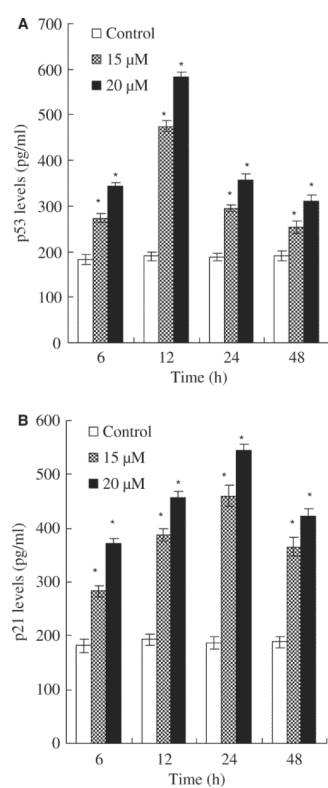 A
700
600
500
400
300
200
100
0
p53 levels (pg/ml)
Control
15 µM
20 µM
*
*
*
*
*
*
*
*
6 12 24 48
Time (h)
B
600
500
400
300
200
100
0
p21 levels (pg/ml)
Control
15 µM
20 µM
*
*
*
*
*
*
*
*
6 12 24 48
Time (h)